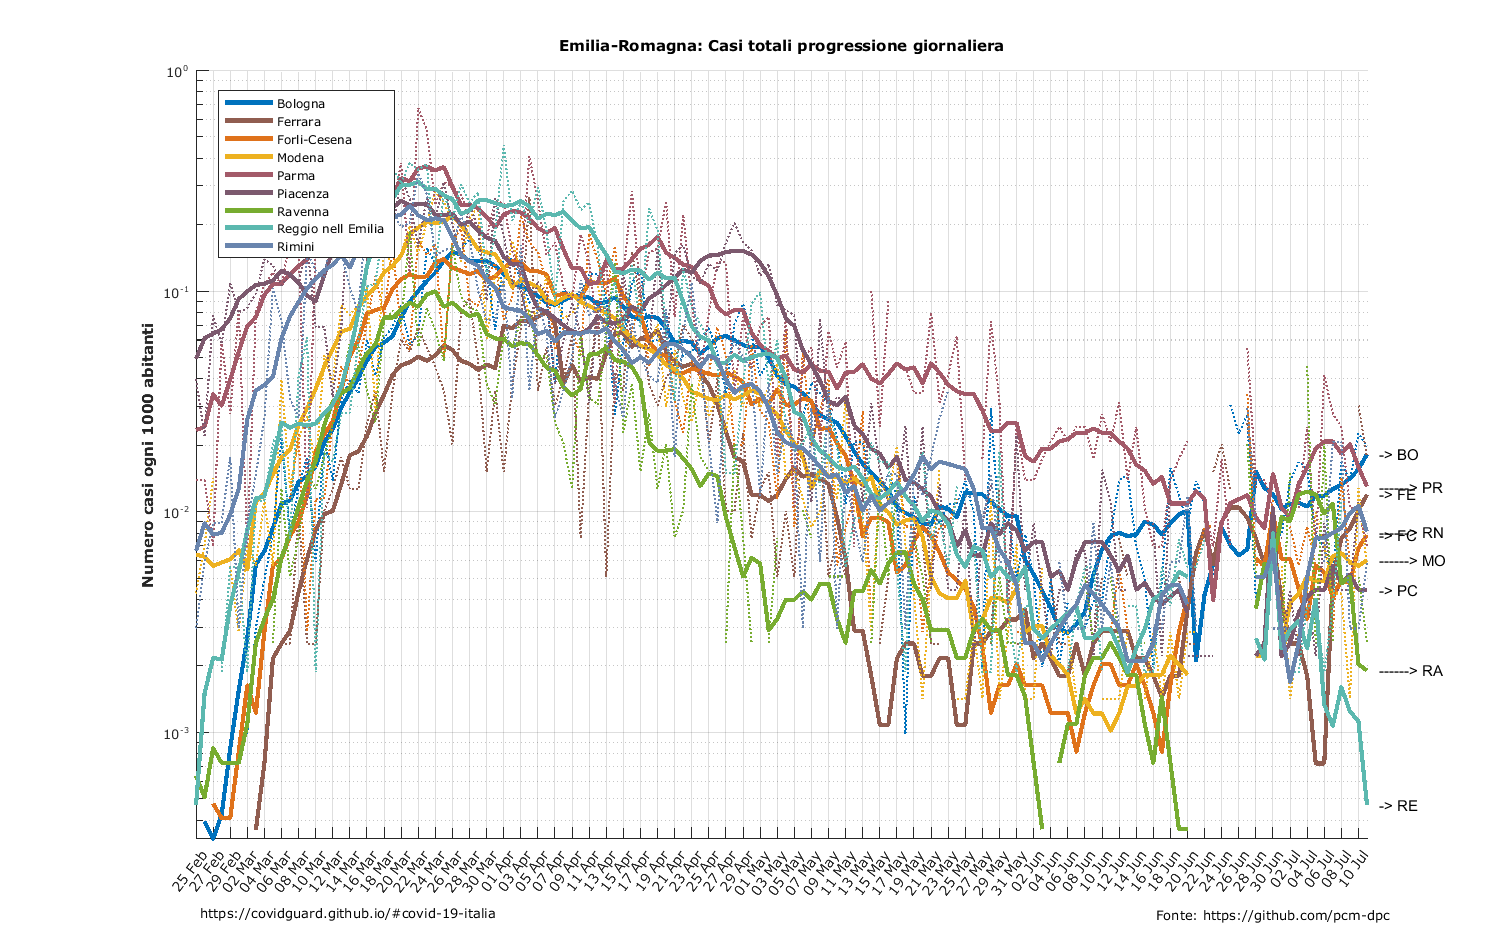 Emilia-Romagna: Casi totali progressione giornaliera
Numero casi ogni 1000 abitanti
10⁰
10⁻¹
10⁻²
10⁻³
Bologna
Ferrara
Forlì-Cesena
Modena
Parma
Piacenza
Ravenna
Reggio nell Emilia
Rimini
-> BO
------> PR
-> FE
------> RN
-> FC
------> MO
-> PC
------> RA
-> RE
25 Feb
27 Feb
29 Feb
02 Mar
04 Mar
06 Mar
08 Mar
10 Mar
12 Mar
14 Mar
16 Mar
18 Mar
20 Mar
22 Mar
24 Mar
26 Mar
28 Mar
30 Mar
01 Apr
03 Apr
05 Apr
07 Apr
09 Apr
11 Apr
13 Apr
15 Apr
17 Apr
19 Apr
21 Apr
23 Apr
25 Apr
27 Apr
29 Apr
01 May
03 May
05 May
07 May
09 May
11 May
13 May
15 May
17 May
19 May
21 May
23 May
25 May
27 May
29 May
31 May
02 Jun
04 Jun
06 Jun
08 Jun
10 Jun
12 Jun
14 Jun
16 Jun
18 Jun
20 Jun
22 Jun
24 Jun
26 Jun
28 Jun
30 Jun
02 Jul
04 Jul
06 Jul
08 Jul
10 Jul
https://covidguard.github.io/#covid-19-italia
Fonte: https://github.com/pcm-dpc